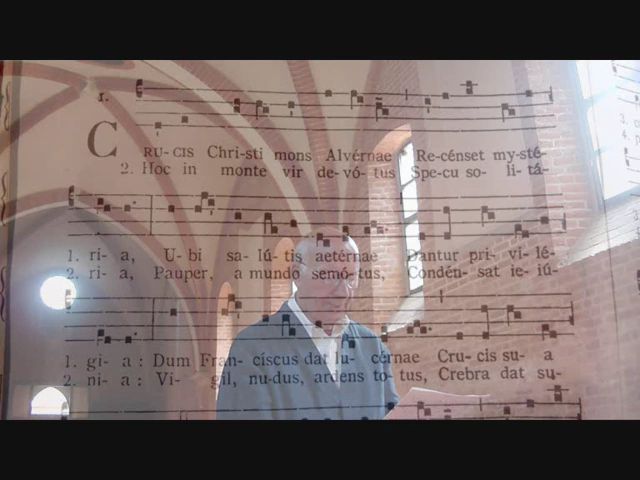 1.
CRU-CIS Chri-sti mons Alvérnae Re-cénset my-sté-
2. Hoc in monte vir de-vó-tus Spe-cu so- li-tá-
1. ri- a, U-bi sa-lú-tis aetérnae Dantur pri-vi-lé-
2. ri-a, Pauper, a mundo semó-tus, Condén-sat ie-iú-
1. gi-a: Dum Fran-císcus dat lu-cérnae Cru-cis su-a
2. ni-a: Ví-gil, nu-dus, ardens to-tus, Crebra dat su-